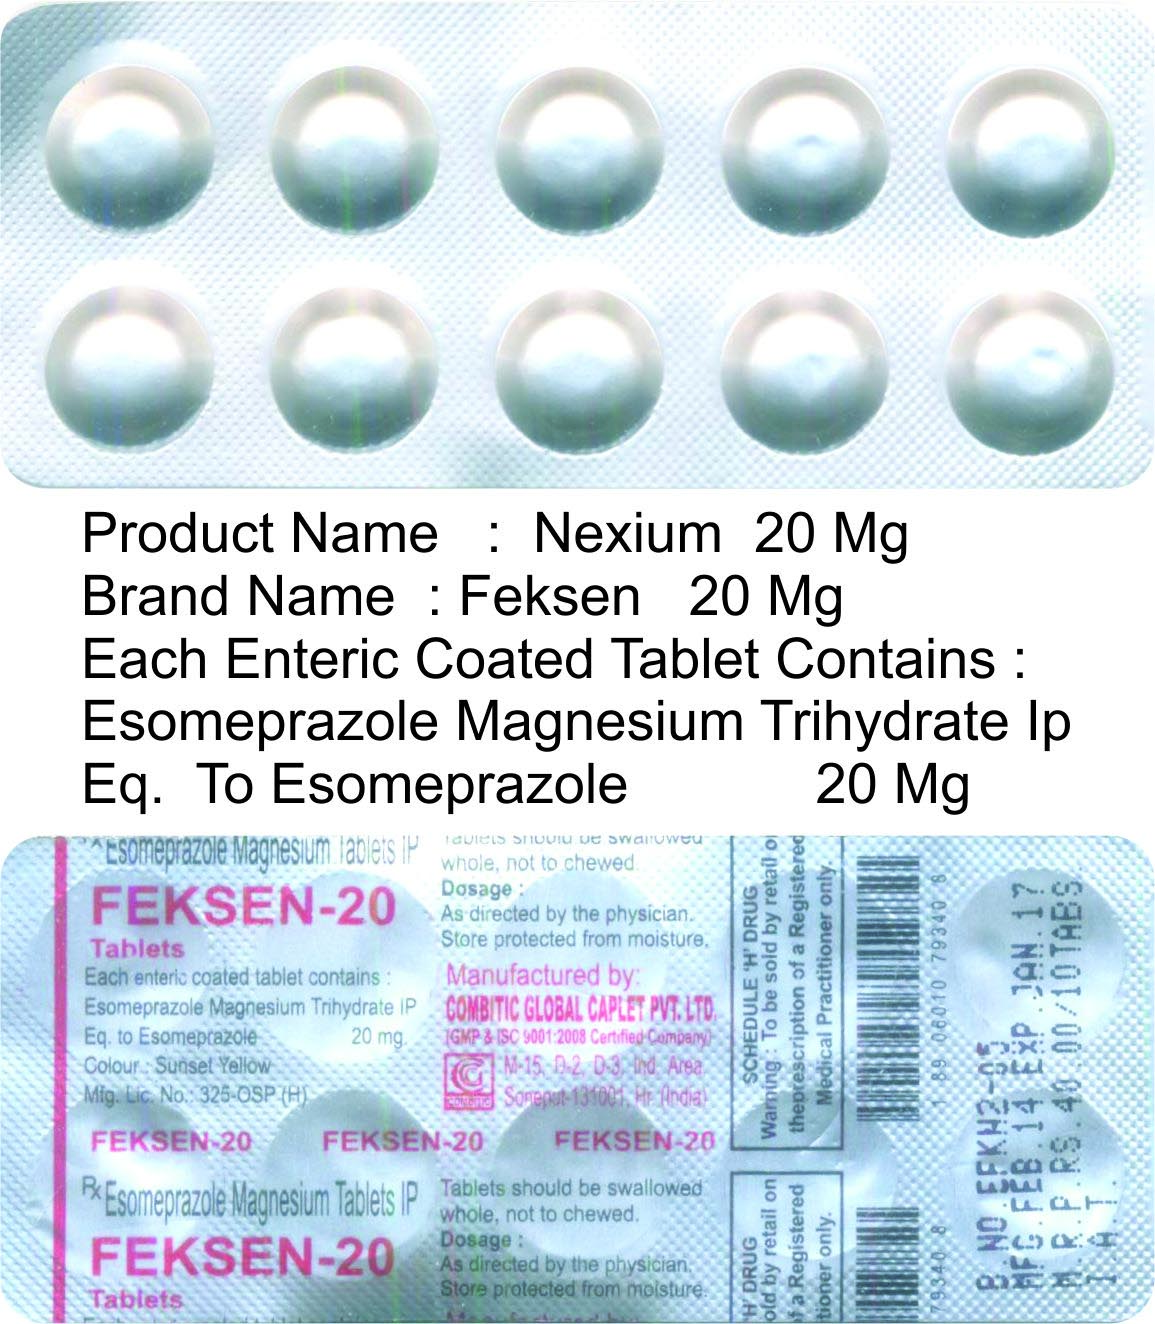 Product Name : Nexium 20 Mg
Brand Name : Feksen 20 Mg
Each Enteric Coated Tablet Contains :
Esomeprazole Magnesium Trihydrate Ip
Eq. To Esomeprazole 20 Mg
Esomeprazole Magnesium Tablets IP
FEKSEN-20
Tablets
Each enteric coated tablet contains :
Esomeprazole Magnesium Trihydrate IP
Eq. to Esomeprazole 20 mg.
Colour : Sunset Yellow
Mfg. Lic. No.: 325-OSP (H)
Tablets should be swallowed
whole, not to chewed.
Dosage :
As directed by the physician.
Store protected from moisture.
Manufactured by:
COMBITIC GLOBAL CAPLET PVT. LTD.
(GMP & ISC 9001:2008 Certified Company)
M-15, D-2, D-3, Ind. Area
Sonepat-131001, Hr. (India)
FEKSEN-20 FEKSEN-20 FEKSEN-20
Rx Esomeprazole Magnesium Tablets IP
FEKSEN-20
Tablets
Tablets should be swallowed
whole, not to chewed.
Dosage :
As directed by the physician.
Store protected from moisture.
SCHEDULE 'H' DRUG
Warning : To be sold by retail on
theprescription of a Registered
Medical Practitioner only.
'H' DRUG
old by retail on
f a Registered
tioner only.
1 89 06010 79340 8
79340 8
B.NO.FEKH2-05
MFG.FEB.14 EXP.JAN.17
M.R.P.RS.40.00/10TABS.
I.A.T.